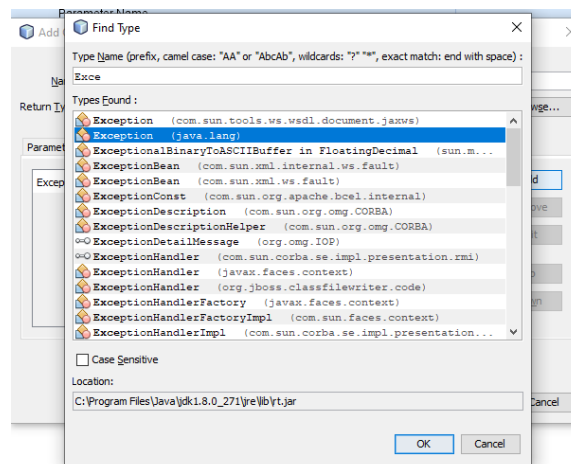 Parameter Name
Add
Find Type
Type Name (prefix, camel case: "AA" or "AbcAb", wildcards: "?" "*", exact match: end with space) :
Exce
Na
Return Ty
wse...
Types Found :
Exception (com.sun.tools.ws.wsdl.document.jaxws)
Exception (java.lang)
ExceptionalBinaryToASCIIBuffer in FloatingDecimal (sun.m...
ExceptionBean (com.sun.xml.internal.ws.fault)
ExceptionBean (com.sun.xml.ws.fault)
ExceptionConst (com.sun.org.apache.bcel.internal)
ExceptionDescription (com.sun.org.omg.CORBA)
ExceptionDescriptionHelper (com.sun.org.omg.CORBA)
ExceptionDetailMessage (org.omg.IOP)
ExceptionHandler (com.sun.corba.se.impl.presentation.rmi)
ExceptionHandler (javax.faces.context)
ExceptionHandler (org.jboss.classfilewriter.code)
ExceptionHandlerFactory (javax.faces.context)
ExceptionHandlerFactoryImpl (com.sun.faces.context)
ExceptionHandlerImpl (com.sun.corba.se.impl.presentation...
Paramet
Excep
d
ove
it
p
wn
Case Sensitive
Location:
C:\Program Files\Java\jdk1.8.0_271\jre\lib\rt.jar
Cancel
OK
Cancel